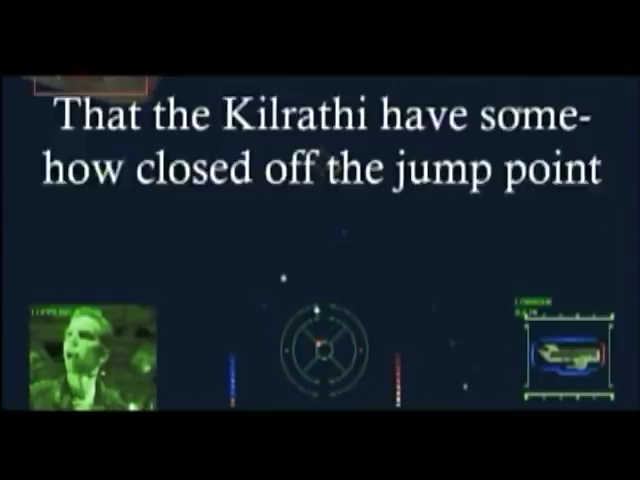 That the Kilrathi have some-
how closed off the jump point